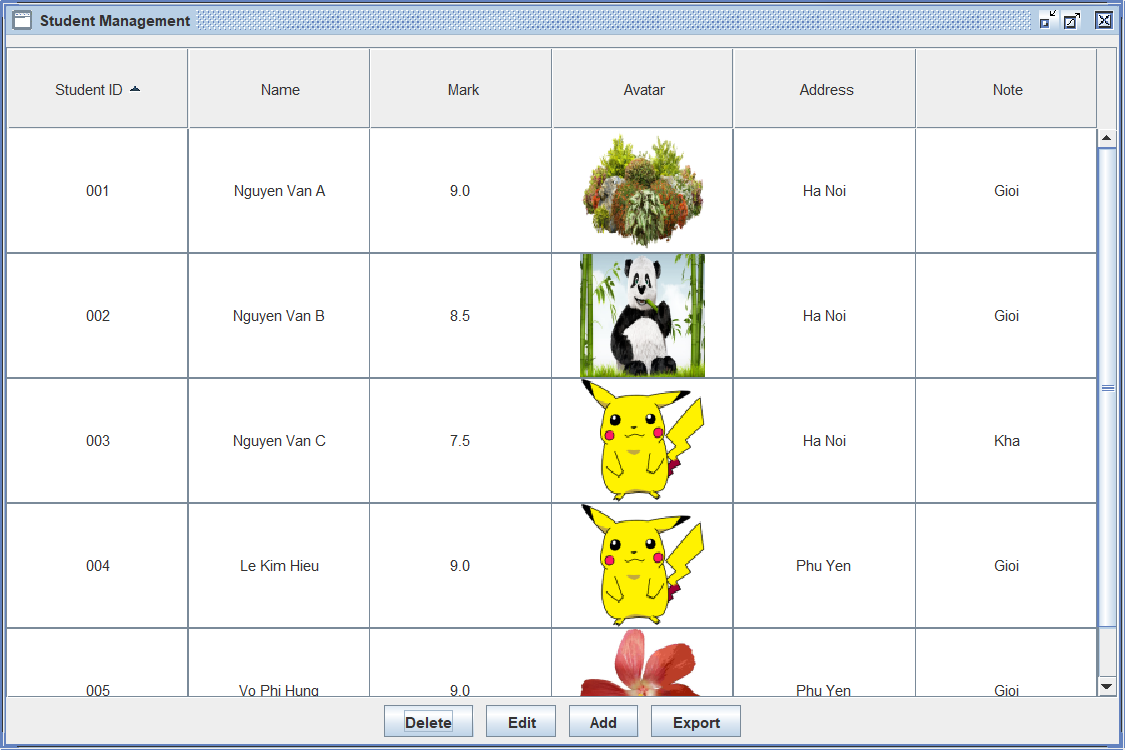 Student Management
Student ID Name Mark Avatar Address Note
001 Nguyen Van A 9.0 Ha Noi Gioi
002 Nguyen Van B 8.5 Ha Noi Gioi
003 Nguyen Van C 7.5 Ha Noi Kha
004 Le Kim Hieu 9.0 Phu Yen Gioi
005 Vo Phi Hung 9.0 Phu Yen Gioi
Delete Edit Add Export